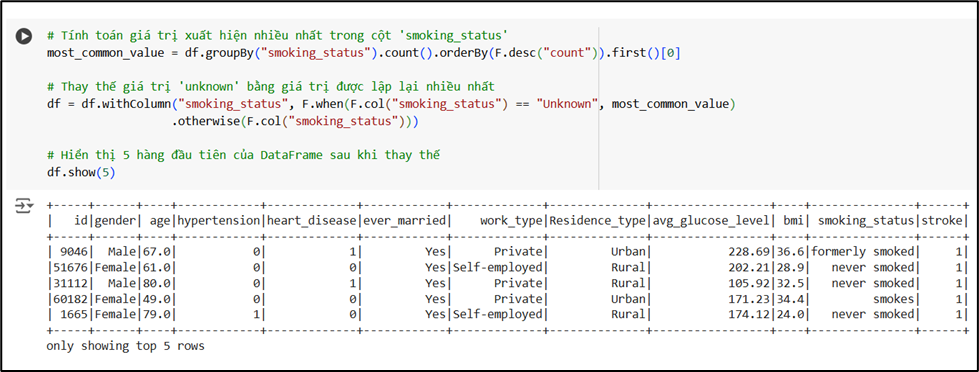 # Tính toán giá trị xuất hiện nhiều nhất trong cột 'smoking_status'
most_common_value = df.groupBy("smoking_status").count().orderBy(F.desc("count")).first()[0]
# Thay thế giá trị 'unknown' bằng giá trị được lặp lại nhiều nhất
df = df.withColumn("smoking_status", F.when(F.col("smoking_status") == "Unknown", most_common_value)
.otherwise(F.col("smoking_status")))
# Hiển thị 5 hàng đầu tiên của DataFrame sau khi thay thế
df.show(5)
+-----+------+----+------------+-------------+------------+-------------+--------------+-----------------+----+---------------+------+
|   id|gender| age|hypertension|heart_disease|ever_married|    work_type|Residence_type|avg_glucose_level| bmi| smoking_status|stroke|
+-----+------+----+------------+-------------+------------+-------------+--------------+-----------------+----+---------------+------+
| 9046|  Male|67.0|           0|            1|         Yes|      Private|         Urban|           228.69|36.6|formerly smoked|     1|
|51676|Female|61.0|           0|            0|         Yes|Self-employed|         Rural|           202.21|28.9|   never smoked|     1|
|31112|  Male|80.0|           0|            1|         Yes|      Private|         Rural|           105.92|32.5|   never smoked|     1|
|60182|Female|49.0|           0|            0|         Yes|      Private|         Urban|           171.23|34.4|         smokes|     1|
| 1665|Female|79.0|           1|            0|         Yes|Self-employed|         Rural|           174.12|24.0|   never smoked|     1|
+-----+------+----+------------+-------------+------------+-------------+--------------+-----------------+----+---------------+------+
only showing top 5 rows